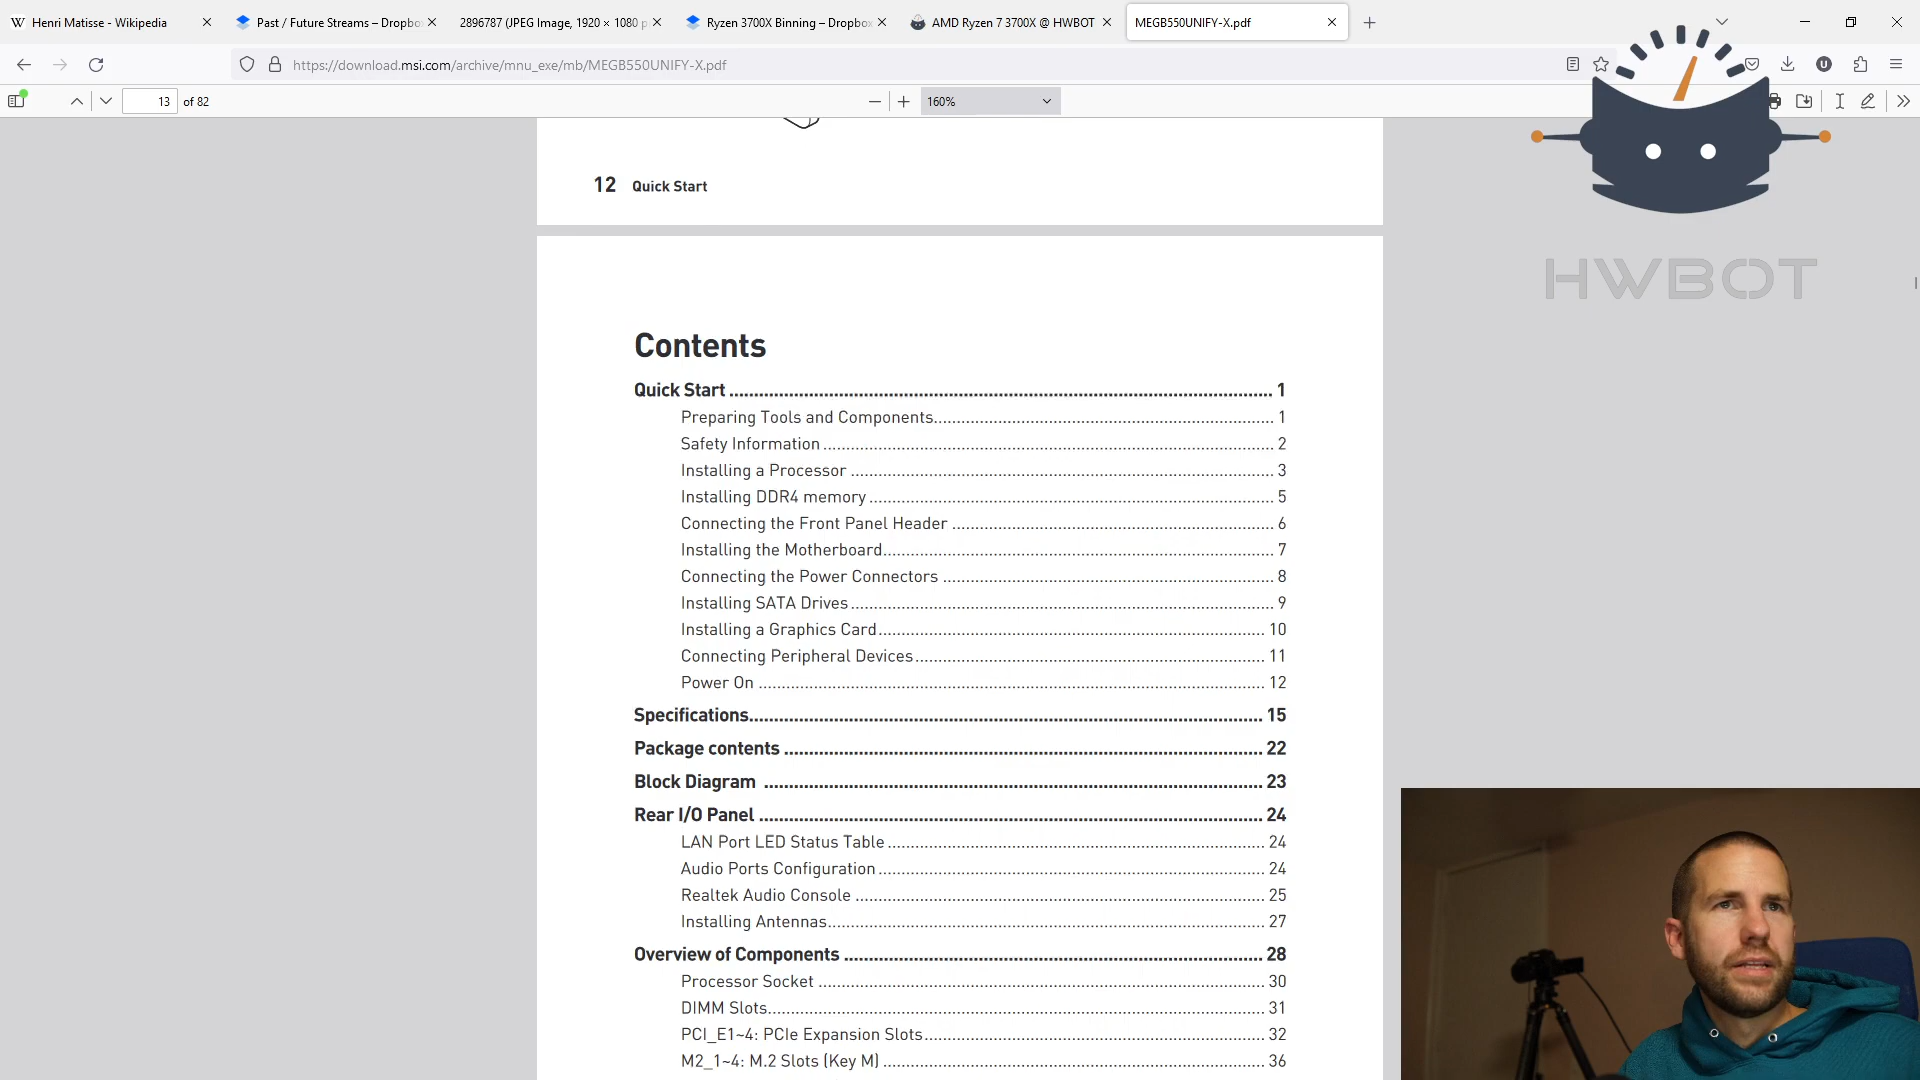 Henri Matisse - Wikipedia
Past / Future Streams – Dropbo
2896787 (JPEG Image, 1920 × 1080 p
Ryzen 3700X Binning – Dropbox
AMD Ryzen 7 3700X @ HWBOT
MEGB550UNIFY-X.pdf
https://download.msi.com/archive/mnu_exe/mb/MEGB550UNIFY-X.pdf
13 of 82
160%
HWBOT
12 Quick Start
Contents
Quick Start ........ 1
Preparing Tools and Components........ 1
Safety Information ........ 2
Installing a Processor ........ 3
Installing DDR4 memory ........ 5
Connecting the Front Panel Header ........ 6
Installing the Motherboard........ 7
Connecting the Power Connectors ........ 8
Installing SATA Drives ........ 9
Installing a Graphics Card........ 10
Connecting Peripheral Devices ........ 11
Power On ........ 12
Specifications........ 15
Package contents ........ 22
Block Diagram ........ 23
Rear I/O Panel ........ 24
LAN Port LED Status Table ........ 24
Audio Ports Configuration ........ 24
Realtek Audio Console ........ 25
Installing Antennas........ 27
Overview of Components ........ 28
Processor Socket ........ 30
DIMM Slots........ 31
PCI_E1~4: PCIe Expansion Slots........ 32
M2_1~4: M.2 Slots (Key M) ........ 36